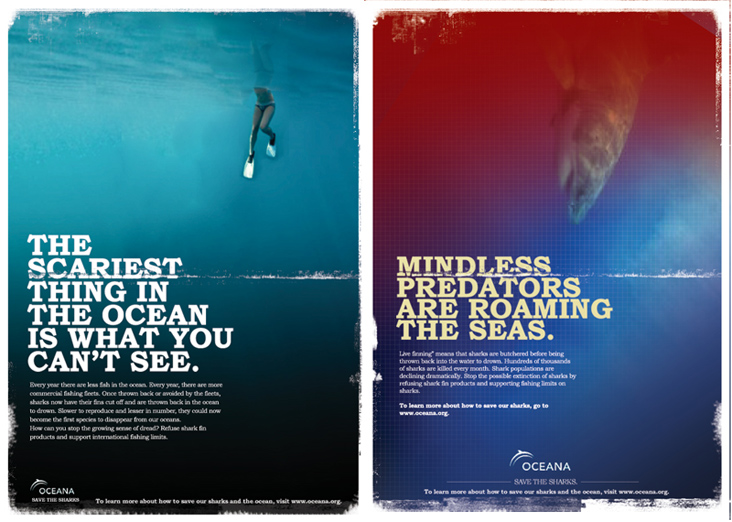 THE
SCARIEST
THING IN
THE OCEAN
IS WHAT YOU
CAN'T SEE.
Every year there are less fish in the ocean. Every year, there are more
commercial fishing fleets. Once thrown back or avoided by the fleets,
sharks now have their fins cut off and are thrown back in the ocean
to drown. Slower to reproduce and lesser in number, they could now
become the first species to disappear from our oceans.
How can you stop the growing sense of dread? Refuse shark fin
products and support international fishing limits.
OCEANA
SAVE THE SHARKS
To learn more about how to save our sharks and the ocean, visit www.oceana.org.
MINDLESS
PREDATORS
ARE ROAMING
THE SEAS.
Live finning" means that sharks are butchered before being
thrown back into the water to drown. Hundreds of thousands
of sharks are killed every month. Shark populations are
declining dramatically. Stop the possible extinction of sharks by
refusing shark fin products and supporting fishing limits on
sharks.
To learn more about how to save our sharks, go to
www.oceana.org.
OCEANA
SAVE THE SHARKS.
To learn more about how to save our sharks and the ocean, visit www.oceana.org.